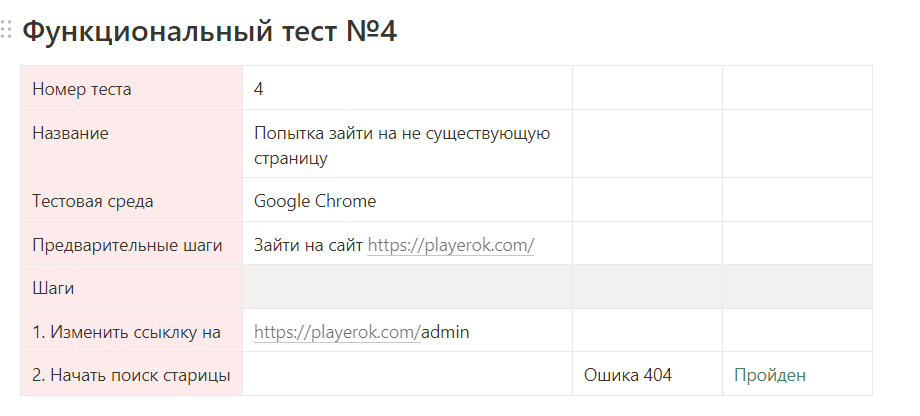 Функциональный тест №4
Номер теста 4
Название Попытка зайти на не существующую
страницу
Тестовая среда Google Chrome
Предварительные шаги Зайти на сайт https://playerok.com/
Шаги
1. Изменить ссыклку на https://playerok.com/admin
2. Начать поиск старицы Ошика 404 Пройден